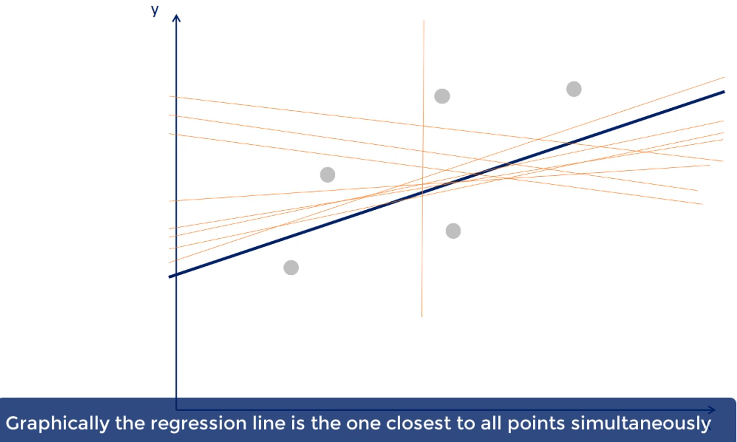 y
Graphically the regression line is the one closest to all points simultaneously